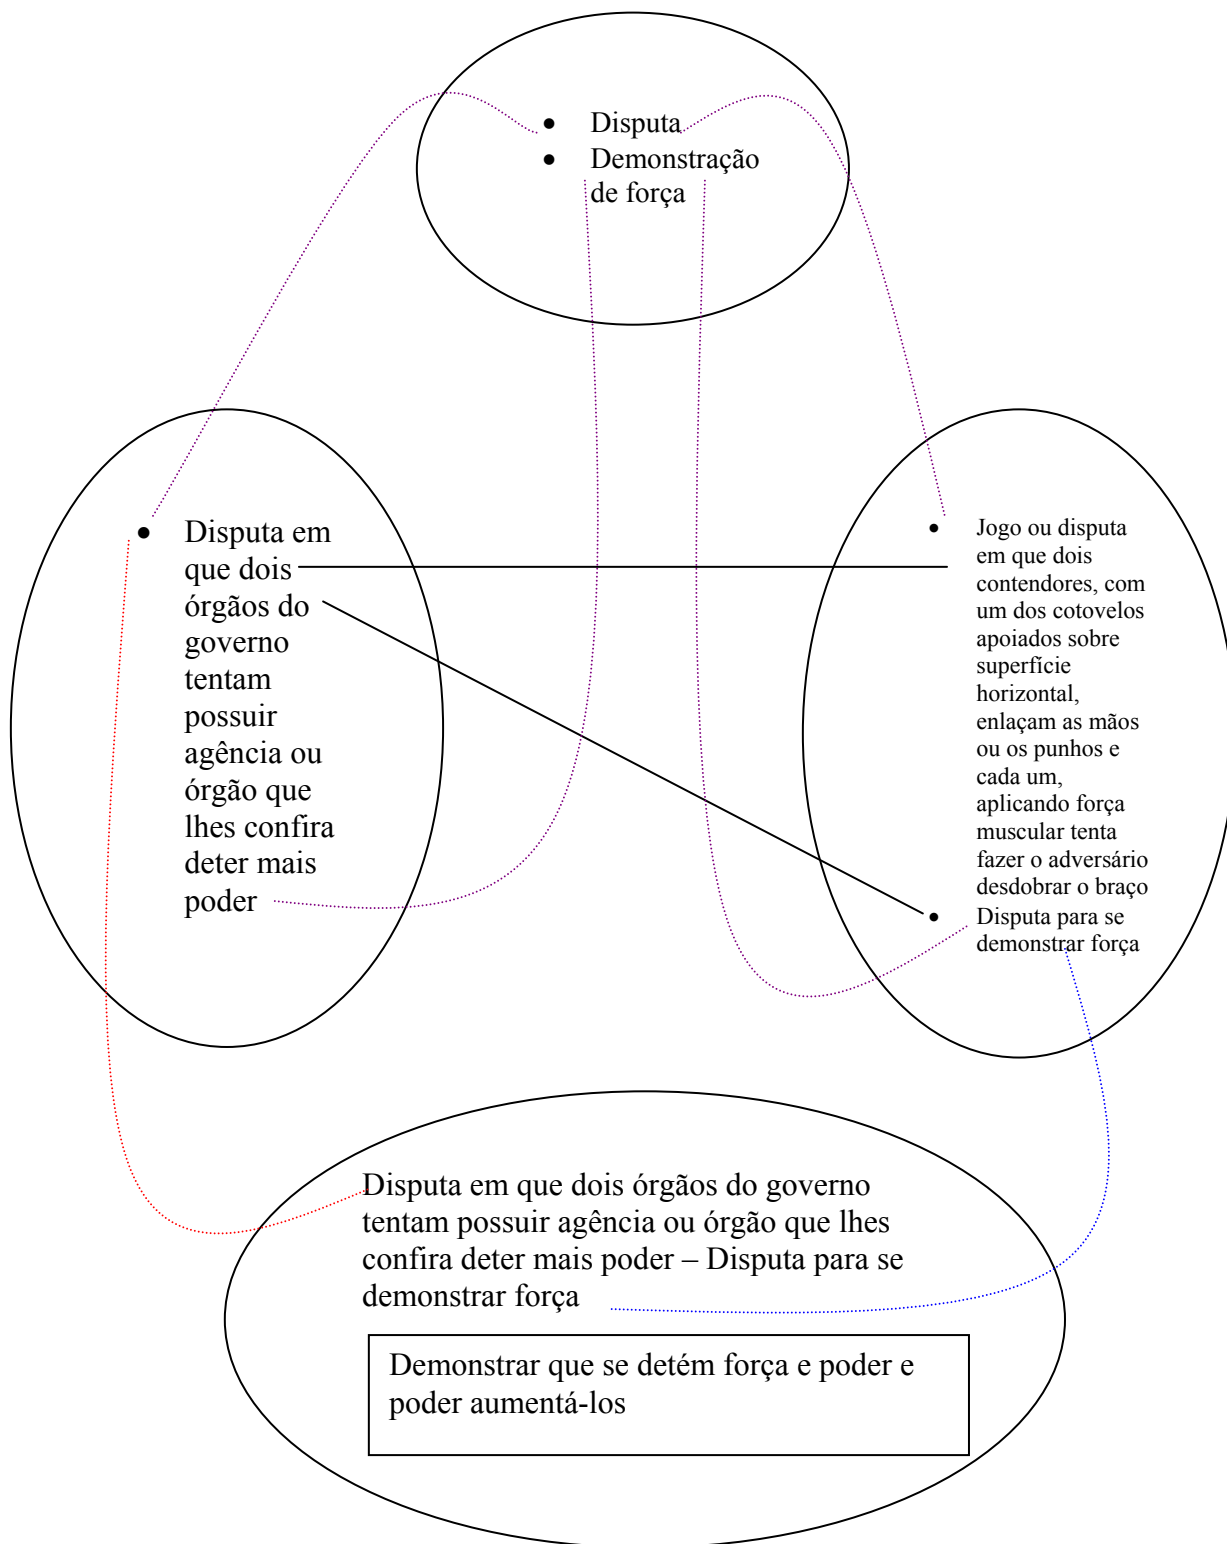 • Disputa
• Demonstração
de força
• Disputa em
que dois
órgãos do
governo
tentam
possuir
agência ou
órgão que
lhes confira
deter mais
poder
• Jogo ou disputa
em que dois
contendores, com
um dos cotovelos
apoiados sobre
superfície
horizontal,
enlaçam as mãos
ou os punhos e
cada um,
aplicando força
muscular tenta
fazer o adversário
desdobrar o braço
• Disputa para se
demonstrar força
Disputa em que dois órgãos do governo
tentam possuir agência ou órgão que lhes
confira deter mais poder – Disputa para se
demonstrar força
Demonstrar que se detém força e poder e
poder aumentá-los